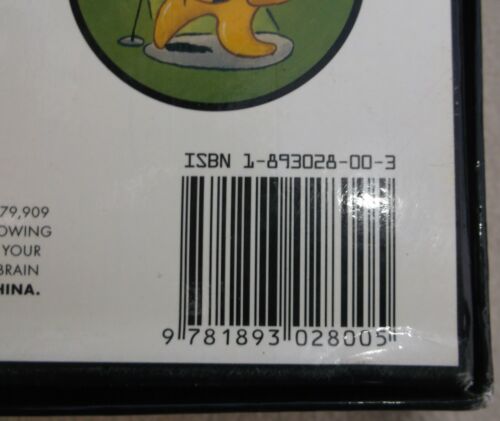 ISBN 1-893028-00-3
79,909
OWING
YOUR
BRAIN
HINA.
9 781893 028005